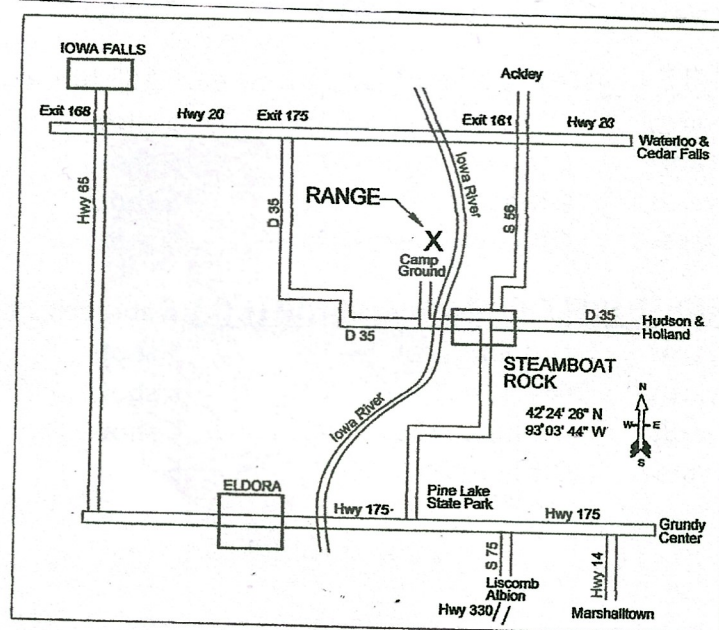 IOWA FALLS
Ackley
Exit 168
Hwy 20
Exit 175
Exit 161
Hwy 20
Waterloo &
Cedar Falls
Iowa River
Hwy 65
D 35
RANGE
X
S 56
Camp
Ground
D 35
D 35
Hudson &
Holland
STEAMBOAT
ROCK
42°24' 26" N
93°03' 44" W
N
W
E
S
Iowa River
ELDORA
Hwy 175
Pine Lake
State Park
Hwy 175
Grundy
Center
S 75
Liscomb
Albion
Hwy 330
Hwy 14
Marshalltown